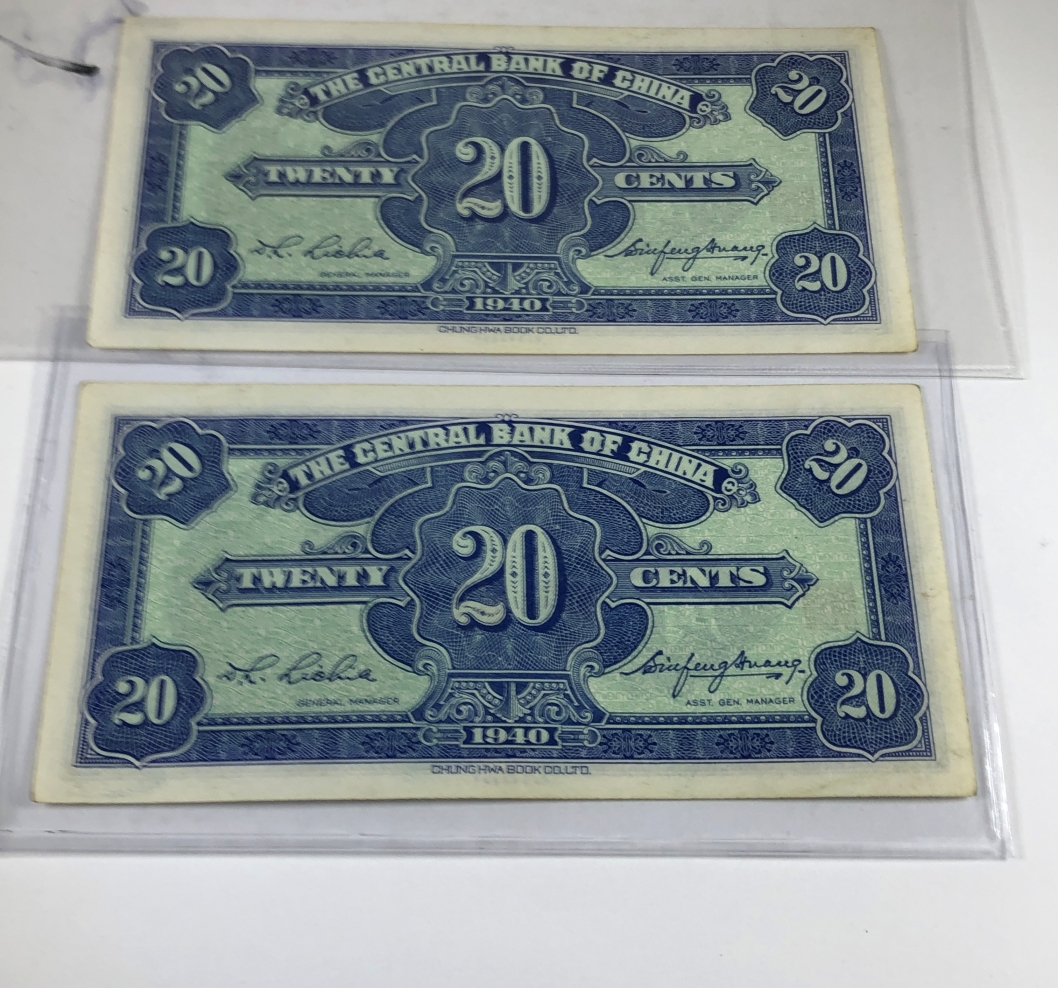 20 THE CENTRAL BANK OF CHINA 20
TWENTY 20 CENTS
GENERAL MANAGER
ASST. GEN. MANAGER
20 1940 20
CHUNG HWA BOOK CO., LTD.
20 THE CENTRAL BANK OF CHINA 20
TWENTY 20 CENTS
GENERAL MANAGER
ASST. GEN. MANAGER
20 1940 20
CHUNG HWA BOOK CO., LTD.